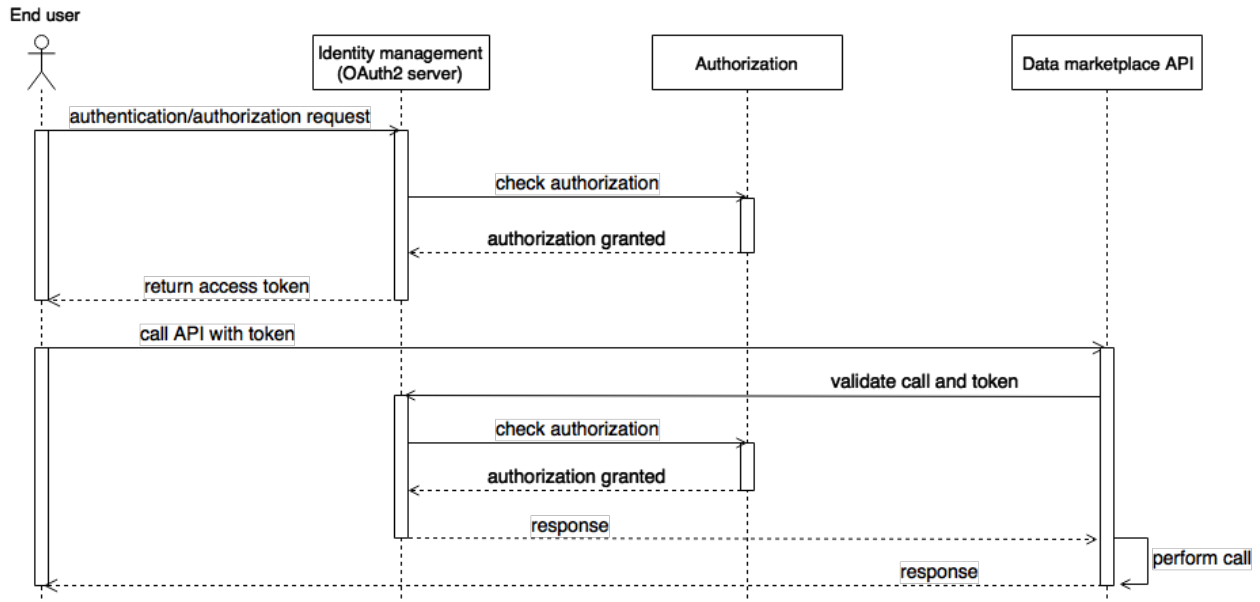 End user
Identity management
(OAuth2 server)
Authorization
Data marketplace API
authentication/authorization request
check authorization
authorization granted
return access token
call API with token
validate call and token
check authorization
authorization granted
response
perform call
response